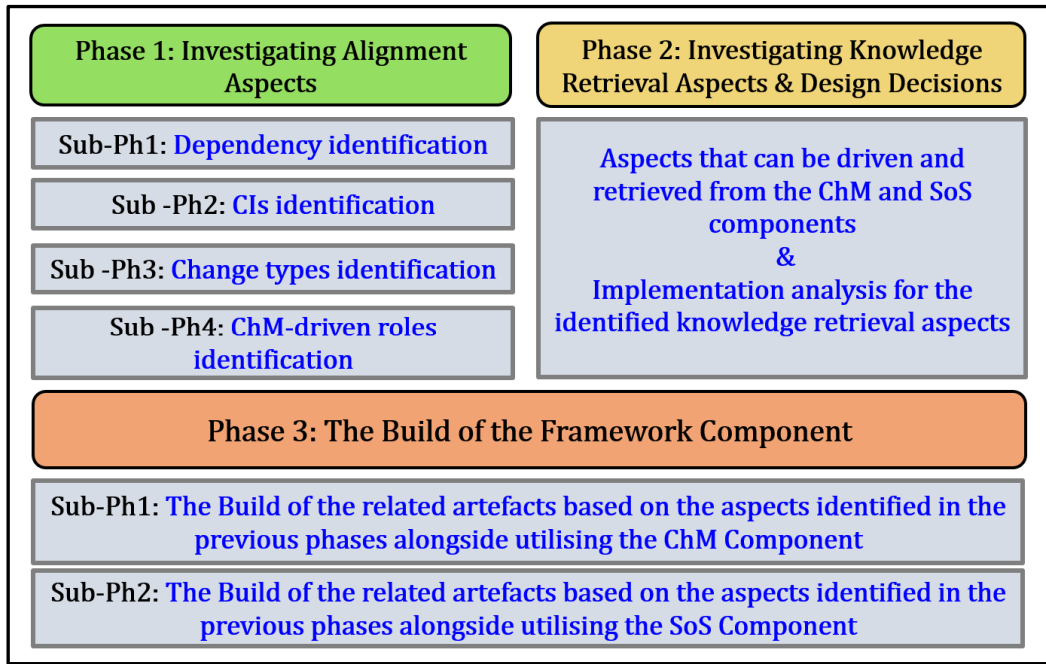 Phase 1: Investigating Alignment
Aspects
Sub-Ph1: Dependency identification
Sub -Ph2: CIs identification
Sub -Ph3: Change types identification
Sub -Ph4: ChM-driven roles
identification
Phase 2: Investigating Knowledge
Retrieval Aspects & Design Decisions
Aspects that can be driven and
retrieved from the ChM and SoS
components
&
Implementation analysis for the
identified knowledge retrieval aspects
Phase 3: The Build of the Framework Component
Sub-Ph1: The Build of the related artefacts based on the aspects identified in the
previous phases alongside utilising the ChM Component
Sub-Ph2: The Build of the related artefacts based on the aspects identified in the
previous phases alongside utilising the SoS Component